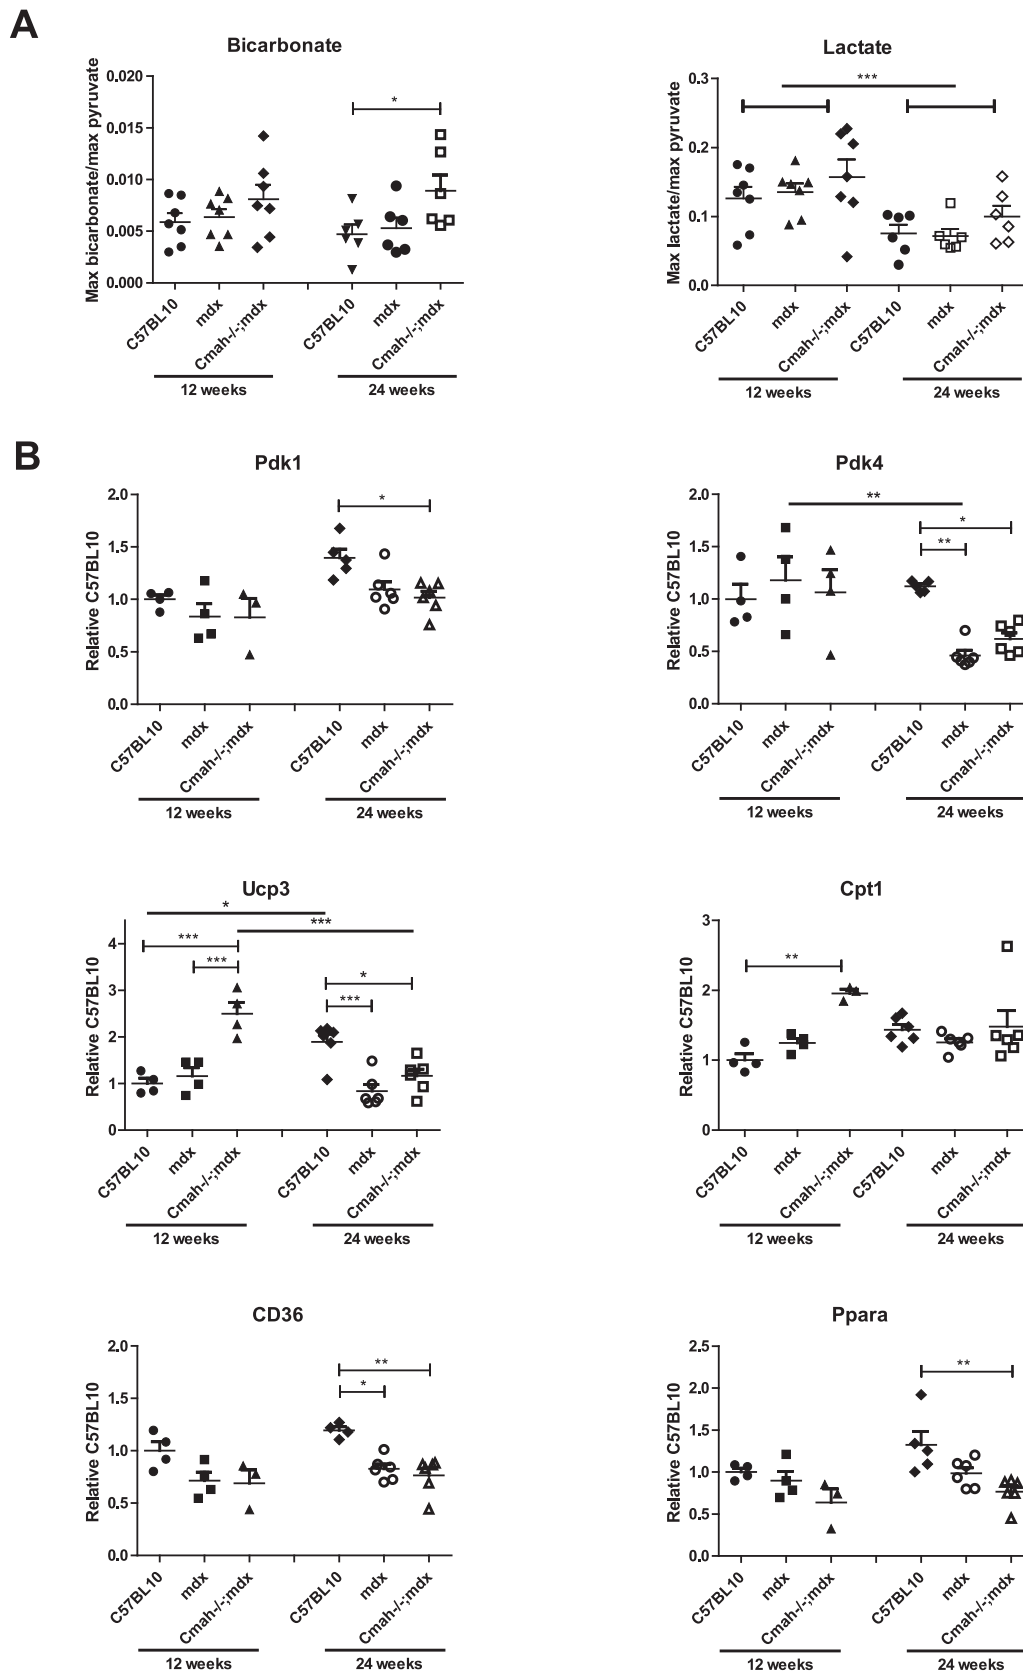 A
Bicarbonate
Max bicarbonate/max pyruvate
0.020
0.015
0.010
0.005
0.000
*
C57BL10
mdx
Cmah-/-;mdx
C57BL10
mdx
Cmah-/-;mdx
12 weeks
24 weeks
Lactate
Max lactate/max pyruvate
0.3
0.2
0.1
0.0
***
C57BL10
mdx
Cmah-/-;mdx
C57BL10
mdx
Cmah-/-;mdx
12 weeks
24 weeks
B
Pdk1
Relative C57BL10
2.0
1.5
1.0
0.5
0.0
*
C57BL10
mdx
Cmah-/-;mdx
C57BL10
mdx
Cmah-/-;mdx
12 weeks
24 weeks
Pdk4
Relative C57BL10
2.0
1.5
1.0
0.5
0.0
**
*
**
C57BL10
mdx
Cmah-/-;mdx
C57BL10
mdx
Cmah-/-;mdx
12 weeks
24 weeks
Ucp3
Relative C57BL10
4
3
2
1
0
*
***
***
***
*
***
C57BL10
mdx
Cmah-/-;mdx
C57BL10
mdx
Cmah-/-;mdx
12 weeks
24 weeks
Cpt1
Relative C57BL10
3
2
1
0
**
C57BL10
mdx
Cmah-/-;mdx
C57BL10
mdx
Cmah-/-;mdx
12 weeks
24 weeks
CD36
Relative C57BL10
2.0
1.5
1.0
0.5
0.0
**
*
C57BL10
mdx
Cmah-/-;mdx
C57BL10
mdx
Cmah-/-;mdx
12 weeks
24 weeks
Ppara
Relative C57BL10
2.5
2.0
1.5
1.0
0.5
0.0
**
C57BL10
mdx
Cmah-/-;mdx
C57BL10
mdx
Cmah-/-;mdx
12 weeks
24 weeks